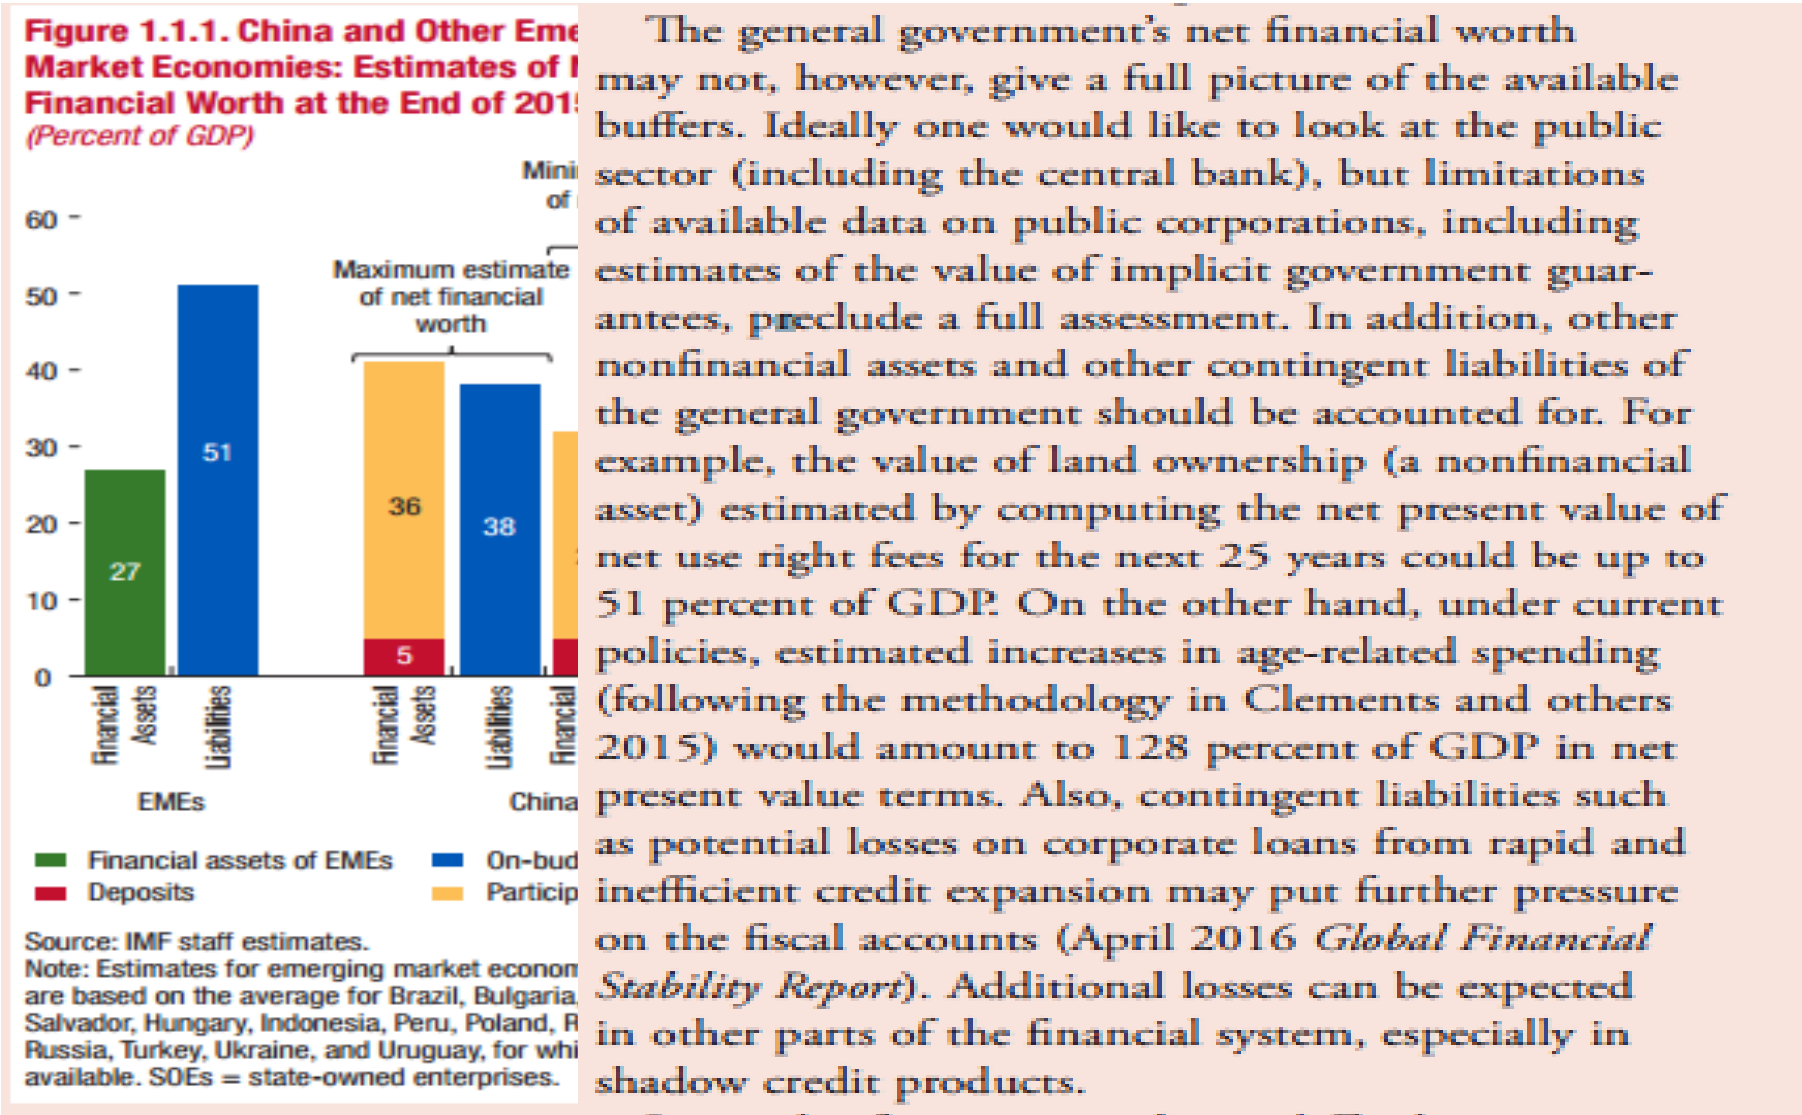 Figure 1.1.1. China and Other Eme
Market Economies: Estimates of
Financial Worth at the End of 201
(Percent of GDP)
Mini
of
60
Maximum estimate
of net financial
worth
50
40
30
20
10
0
51
36
38
27
5
Financial
Assets
Liabilities
Financial
Assets
Liabilities
Financial
EMEs
China
Financial assets of EMEs
On-bud
Deposits
Particip
Source: IMF staff estimates.
Note: Estimates for emerging market econom
are based on the average for Brazil, Bulgaria,
Salvador, Hungary, Indonesia, Peru, Poland, R
Russia, Turkey, Ukraine, and Uruguay, for whi
available. SOEs = state-owned enterprises.
The general government's net financial worth
may not, however, give a full picture of the available
buffers. Ideally one would like to look at the public
sector (including the central bank), but limitations
of available data on public corporations, including
estimates of the value of implicit government guar-
antees, preclude a full assessment. In addition, other
nonfinancial assets and other contingent liabilities of
the general government should be accounted for. For
example, the value of land ownership (a nonfinancial
asset) estimated by computing the net present value of
net use right fees for the next 25 years could be up to
51 percent of GDP. On the other hand, under current
policies, estimated increases in age-related spending
(following the methodology in Clements and others
2015) would amount to 128 percent of GDP in net
present value terms. Also, contingent liabilities such
as potential losses on corporate loans from rapid and
inefficient credit expansion may put further pressure
on the fiscal accounts (April 2016 Global Financial
Stability Report). Additional losses can be expected
in other parts of the financial system, especially in
shadow credit products.